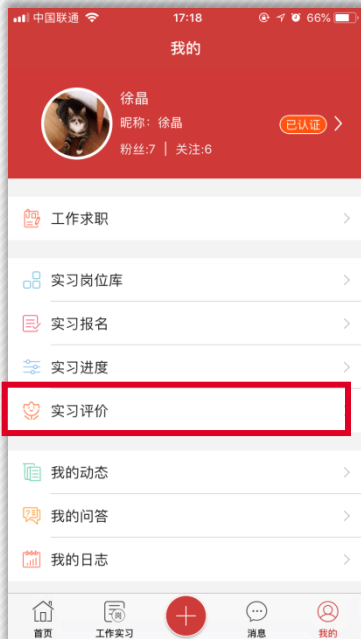 中国联通 17:18 66%
我的
徐晶
昵称：徐晶
已认证
粉丝:7 | 关注:6
工作求职
实习岗位库
实习报名
实习进度
实习评价
我的动态
我的问答
我的日志
岗
首页 工作实习 消息 我的